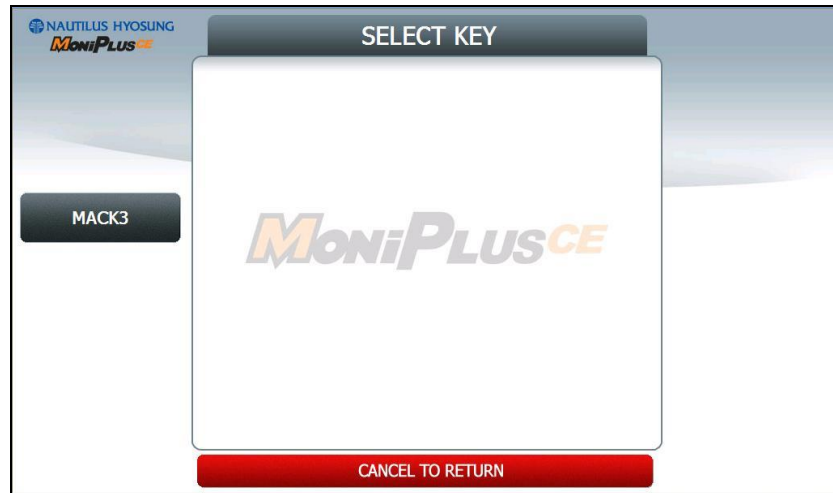 NAUTILUS HYOSUNG
MONIPLUSCE
SELECT KEY
MACK3
MONIPLUSCE
CANCEL TO RETURN